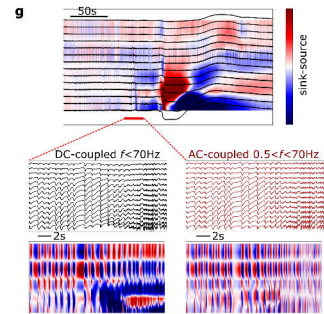 g
50s
sink-source
DC-coupled f<70Hz
AC-coupled 0.5<f<70Hz
2s
2s